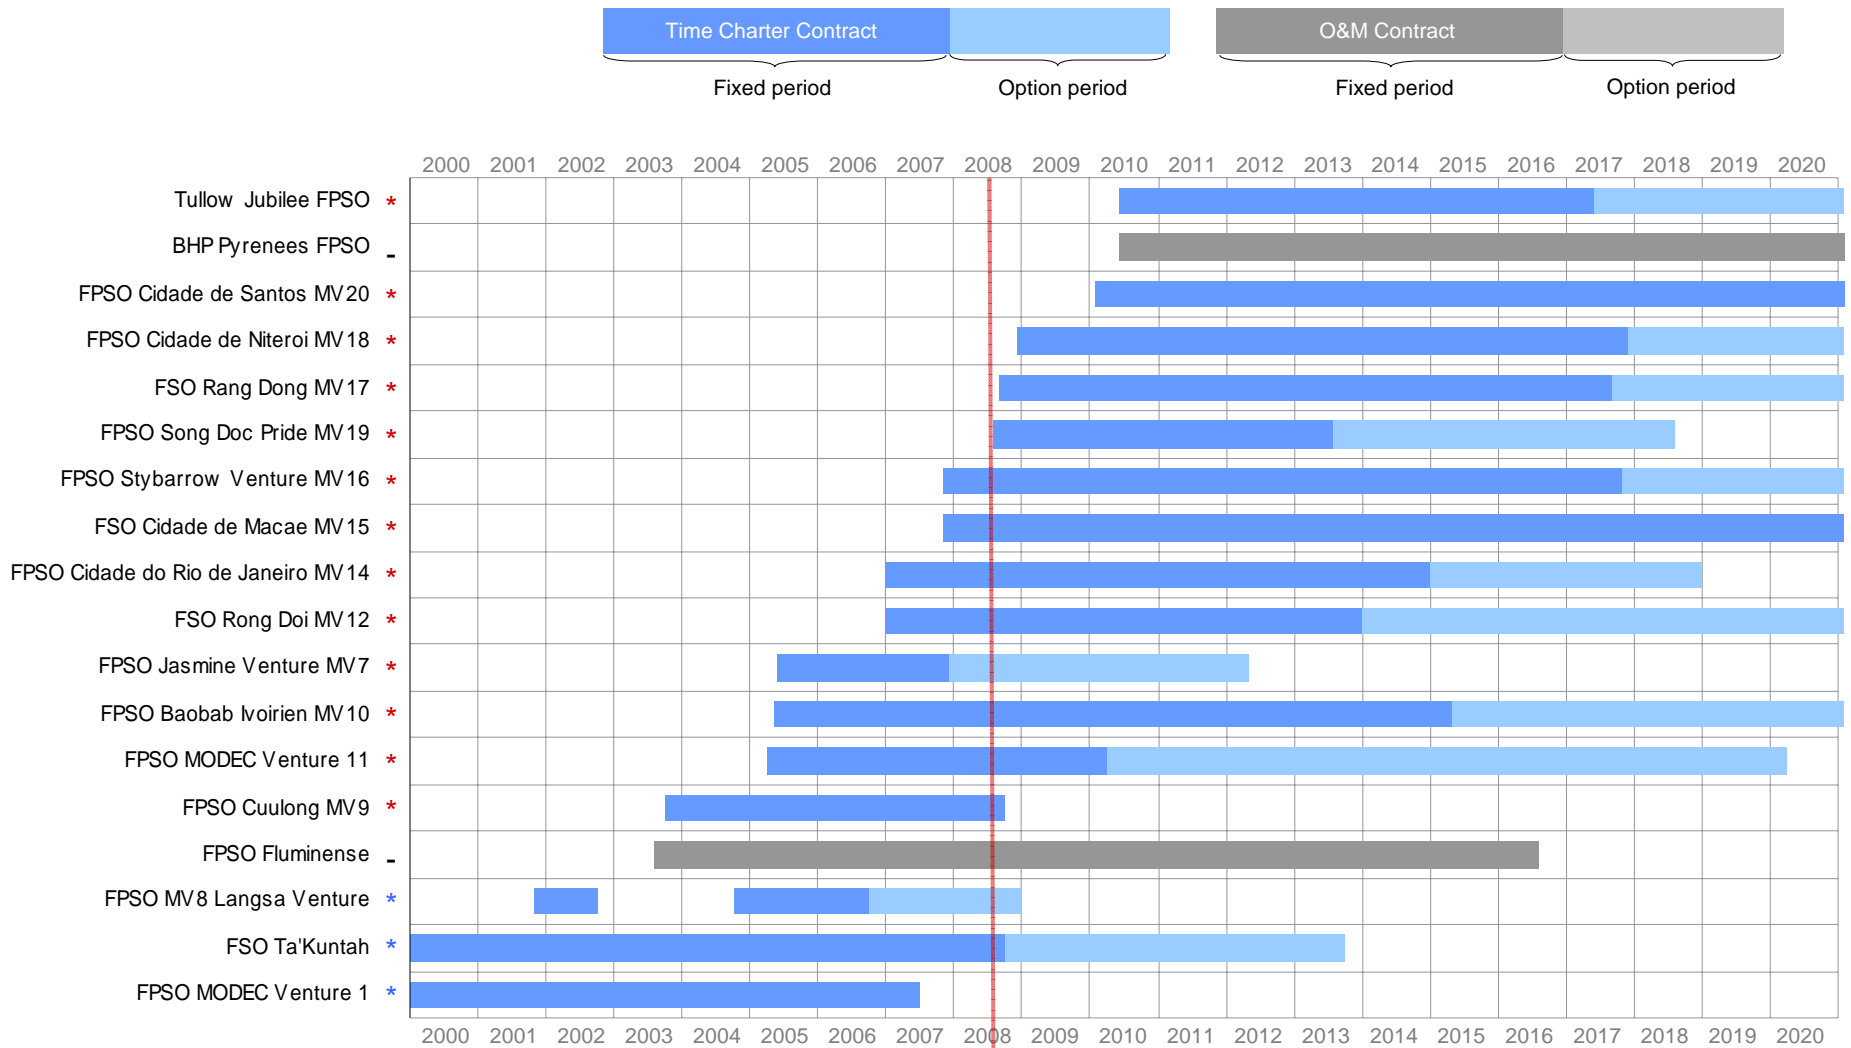 Time Charter Contract O&M Contract
Fixed period Option period Fixed period Option period
2000 2001 2002 2003 2004 2005 2006 2007 2008 2009 2010 2011 2012 2013 2014 2015 2016 2017 2018 2019 2020
Tullow Jubilee FPSO *
BHP Pyrenees FPSO -
FPSO Cidade de Santos MV20 *
FPSO Cidade de Niteroi MV18 *
FSO Rang Dong MV17 *
FPSO Song Doc Pride MV19 *
FPSO Stybarrow Venture MV16 *
FSO Cidade de Macae MV15 *
FPSO Cidade do Rio de Janeiro MV14 *
FSO Rong Doi MV12 *
FPSO Jasmine Venture MV7 *
FPSO Baobab Ivoirien MV10 *
FPSO MODEC Venture 11 *
FPSO Cuulong MV9 *
FPSO Fluminense -
FPSO MV8 Langsa Venture *
FSO Ta'Kuntah *
FPSO MODEC Venture 1 *
2000 2001 2002 2003 2004 2005 2006 2007 2008 2009 2010 2011 2012 2013 2014 2015 2016 2017 2018 2019 2020